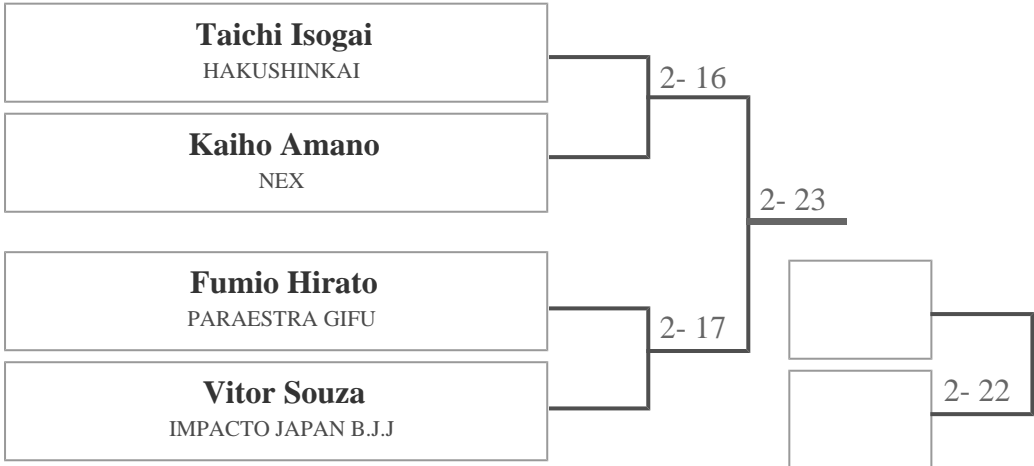 Taichi Isogai
HAKUSHINKAI
2- 16
Kaiho Amano
NEX
2- 23
Fumio Hirato
PARAESTRA GIFU
2- 17
Vitor Souza
IMPACTO JAPAN B.J.J
2- 22